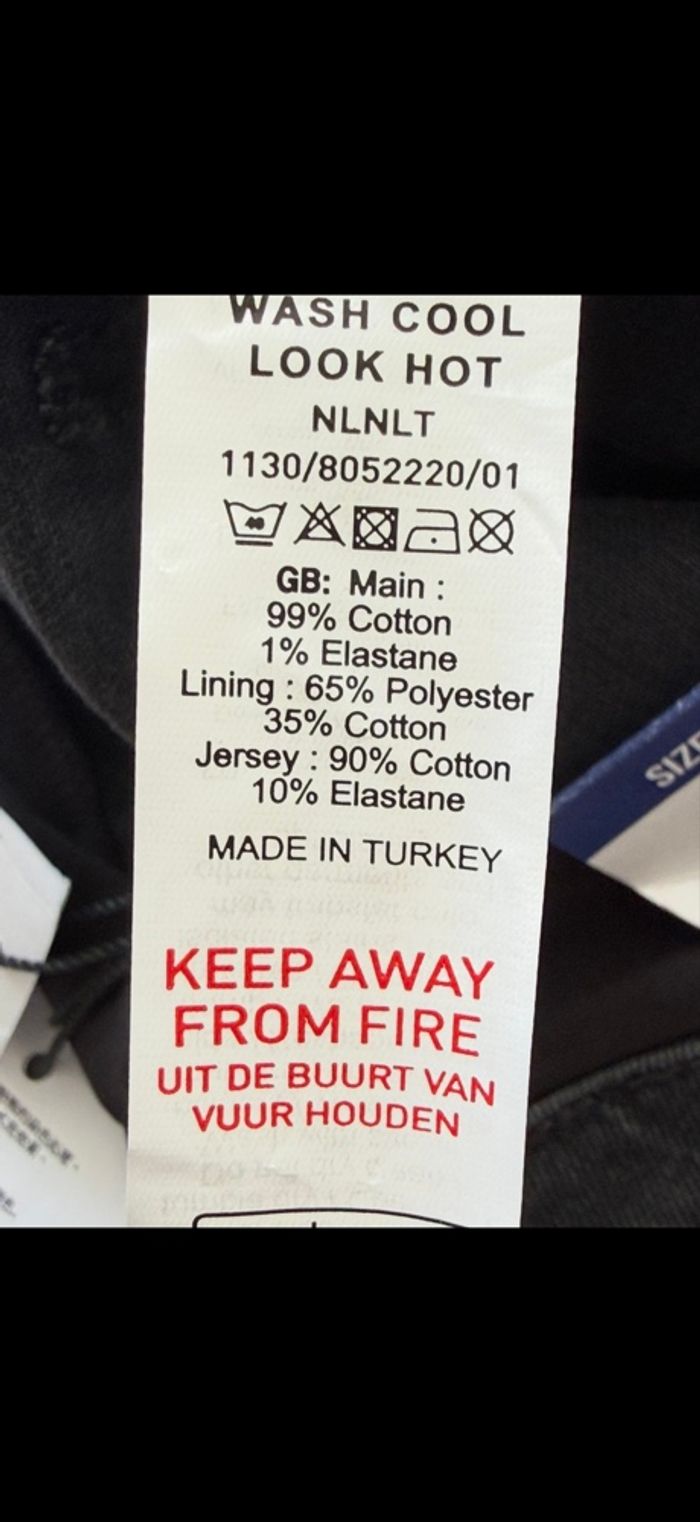 WASH COOL
LOOK HOT
NLNLT
1130/8052220/01
GB: Main :
99% Cotton
1% Elastane
Lining : 65% Polyester
35% Cotton
Jersey : 90% Cotton
10% Elastane
MADE IN TURKEY
KEEP AWAY
FROM FIRE
UIT DE BUURT VAN
VUUR HOUDEN
SIZE